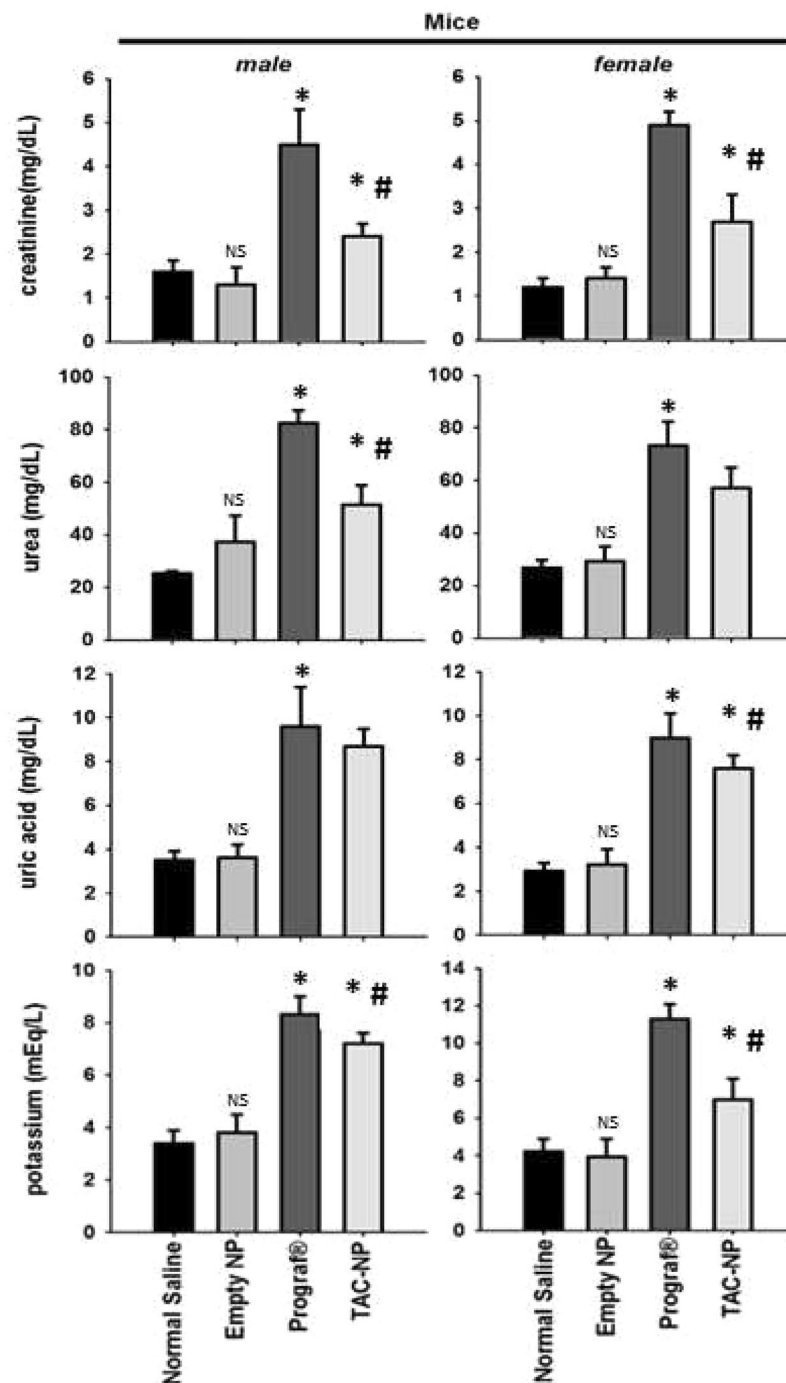 Mice
male
female
creatinine(mg/dL)
6
5
4
3
2
1
0
NS
*
* #
6
5
4
3
2
1
0
NS
*
* #
urea (mg/dL)
100
80
60
40
20
0
NS
*
* #
100
80
60
40
20
0
NS
*
uric acid (mg/dL)
12
10
8
6
4
2
0
NS
*
12
10
8
6
4
2
0
NS
*
* #
potassium (mEq/L)
10
8
6
4
2
0
NS
*
* #
14
12
10
8
6
4
2
0
NS
*
* #
Normal Saline
Empty NP
Prograf®
TAC-NP
Normal Saline
Empty NP
Prograf®
TAC-NP